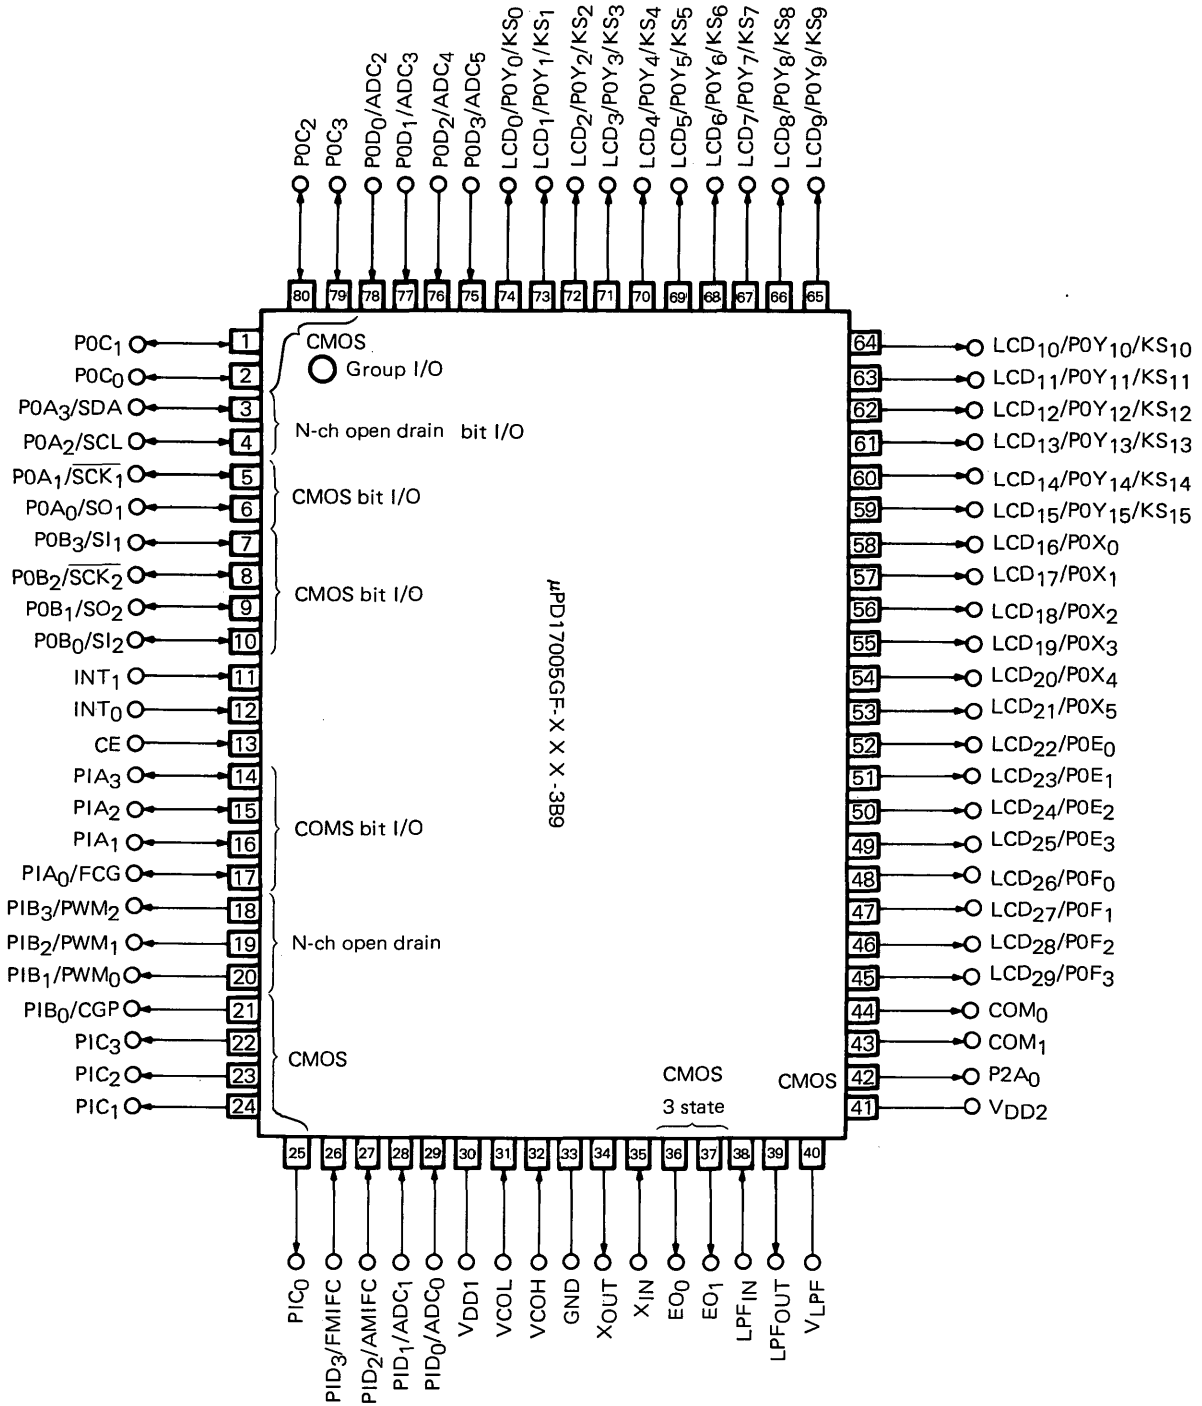 P0C₂
P0C₃
P0D₀/ADC₂
P0D₁/ADC₃
P0D₂/ADC₄
P0D₃/ADC₅
LCD₀/P0Y₀/KS₀
LCD₁/P0Y₁/KS₁
LCD₂/P0Y₂/KS₂
LCD₃/P0Y₃/KS₃
LCD₄/P0Y₄/KS₄
LCD₅/P0Y₅/KS₅
LCD₆/P0Y₆/KS₆
LCD₇/P0Y₇/KS₇
LCD₈/P0Y₈/KS₈
LCD₉/P0Y₉/KS₉
80 79 78 77 76 75 74 73 72 71 70 69 68 67 66 65
P0C₁ 1
P0C₀ 2
P0A₃/SDA 3
P0A₂/SCL 4
P0A₁/S̅C̅K̅₁ 5
P0A₀/SO₁ 6
P0B₃/SI₁ 7
P0B₂/S̅C̅K̅₂ 8
P0B₁/SO₂ 9
P0B₀/SI₂ 10
INT₁ 11
INT₀ 12
CE 13
PIA₃ 14
PIA₂ 15
PIA₁ 16
PIA₀/FCG 17
PIB₃/PWM₂ 18
PIB₂/PWM₁ 19
PIB₁/PWM₀ 20
PIB₀/CGP 21
PIC₃ 22
PIC₂ 23
PIC₁ 24
CMOS
Group I/O
N-ch open drain bit I/O
CMOS bit I/O
CMOS bit I/O
COMS bit I/O
N-ch open drain
CMOS
μPD17005GF-X X X -3B9
CMOS
3 state
CMOS
64 LCD₁₀/P0Y₁₀/KS₁₀
63 LCD₁₁/P0Y₁₁/KS₁₁
62 LCD₁₂/P0Y₁₂/KS₁₂
61 LCD₁₃/P0Y₁₃/KS₁₃
60 LCD₁₄/P0Y₁₄/KS₁₄
59 LCD₁₅/P0Y₁₅/KS₁₅
58 LCD₁₆/P0X₀
57 LCD₁₇/P0X₁
56 LCD₁₈/P0X₂
55 LCD₁₉/P0X₃
54 LCD₂₀/P0X₄
53 LCD₂₁/P0X₅
52 LCD₂₂/P0E₀
51 LCD₂₃/P0E₁
50 LCD₂₄/P0E₂
49 LCD₂₅/P0E₃
48 LCD₂₆/P0F₀
47 LCD₂₇/P0F₁
46 LCD₂₈/P0F₂
45 LCD₂₉/P0F₃
44 COM₀
43 COM₁
42 P2A₀
41 VDD2
25 26 27 28 29 30 31 32 33 34 35 36 37 38 39 40
PIC₀
PID₃/FMIFC
PID₂/AMIFC
PID₁/ADC₁
PID₀/ADC₀
VDD1
VCOL
VCOH
GND
XOUT
XIN
EO₀
EO₁
LPFIN
LPFOUT
VLPF